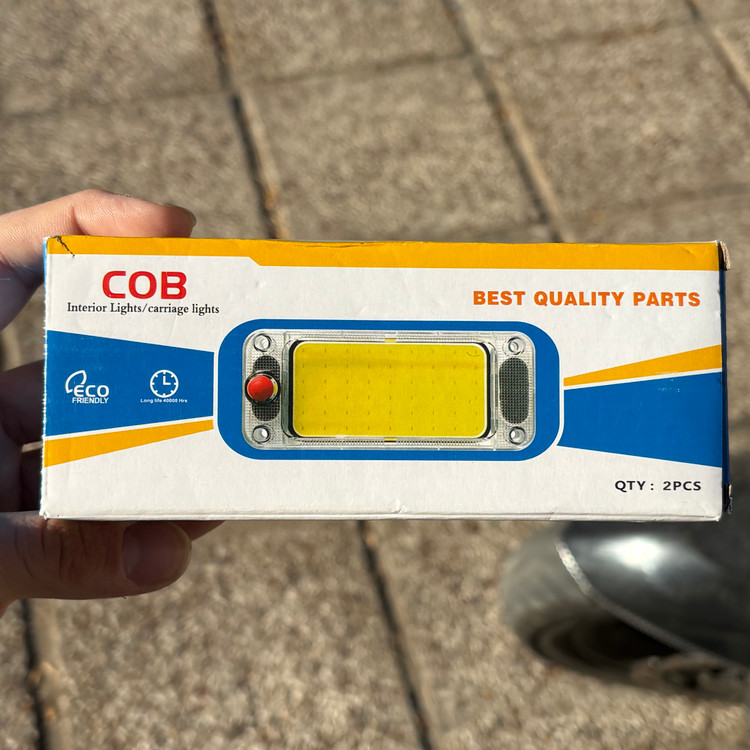 COB
Interior Lights/carriage lights
BEST QUALITY PARTS
ECO
FRIENDLY
Long life 40000 Hrs
QTY : 2PCS